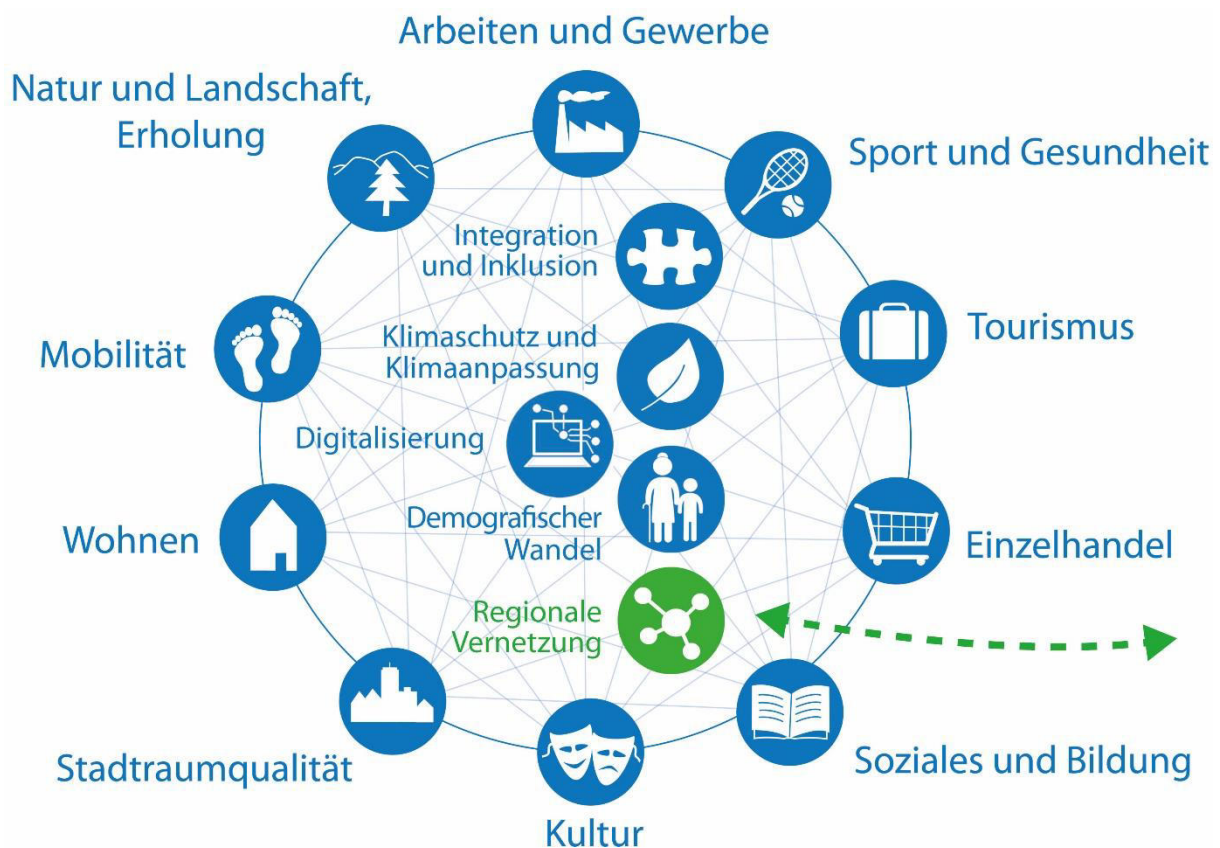 Arbeiten und Gewerbe
Natur und Landschaft,
Erholung
Sport und Gesundheit
Integration
und Inklusion
Klimaschutz und
Klimaanpassung
Tourismus
Mobilität
Digitalisierung
Demografischer
Wandel
Wohnen
Einzelhandel
Regionale
Vernetzung
Stadtraumqualität
Soziales und Bildung
Kultur